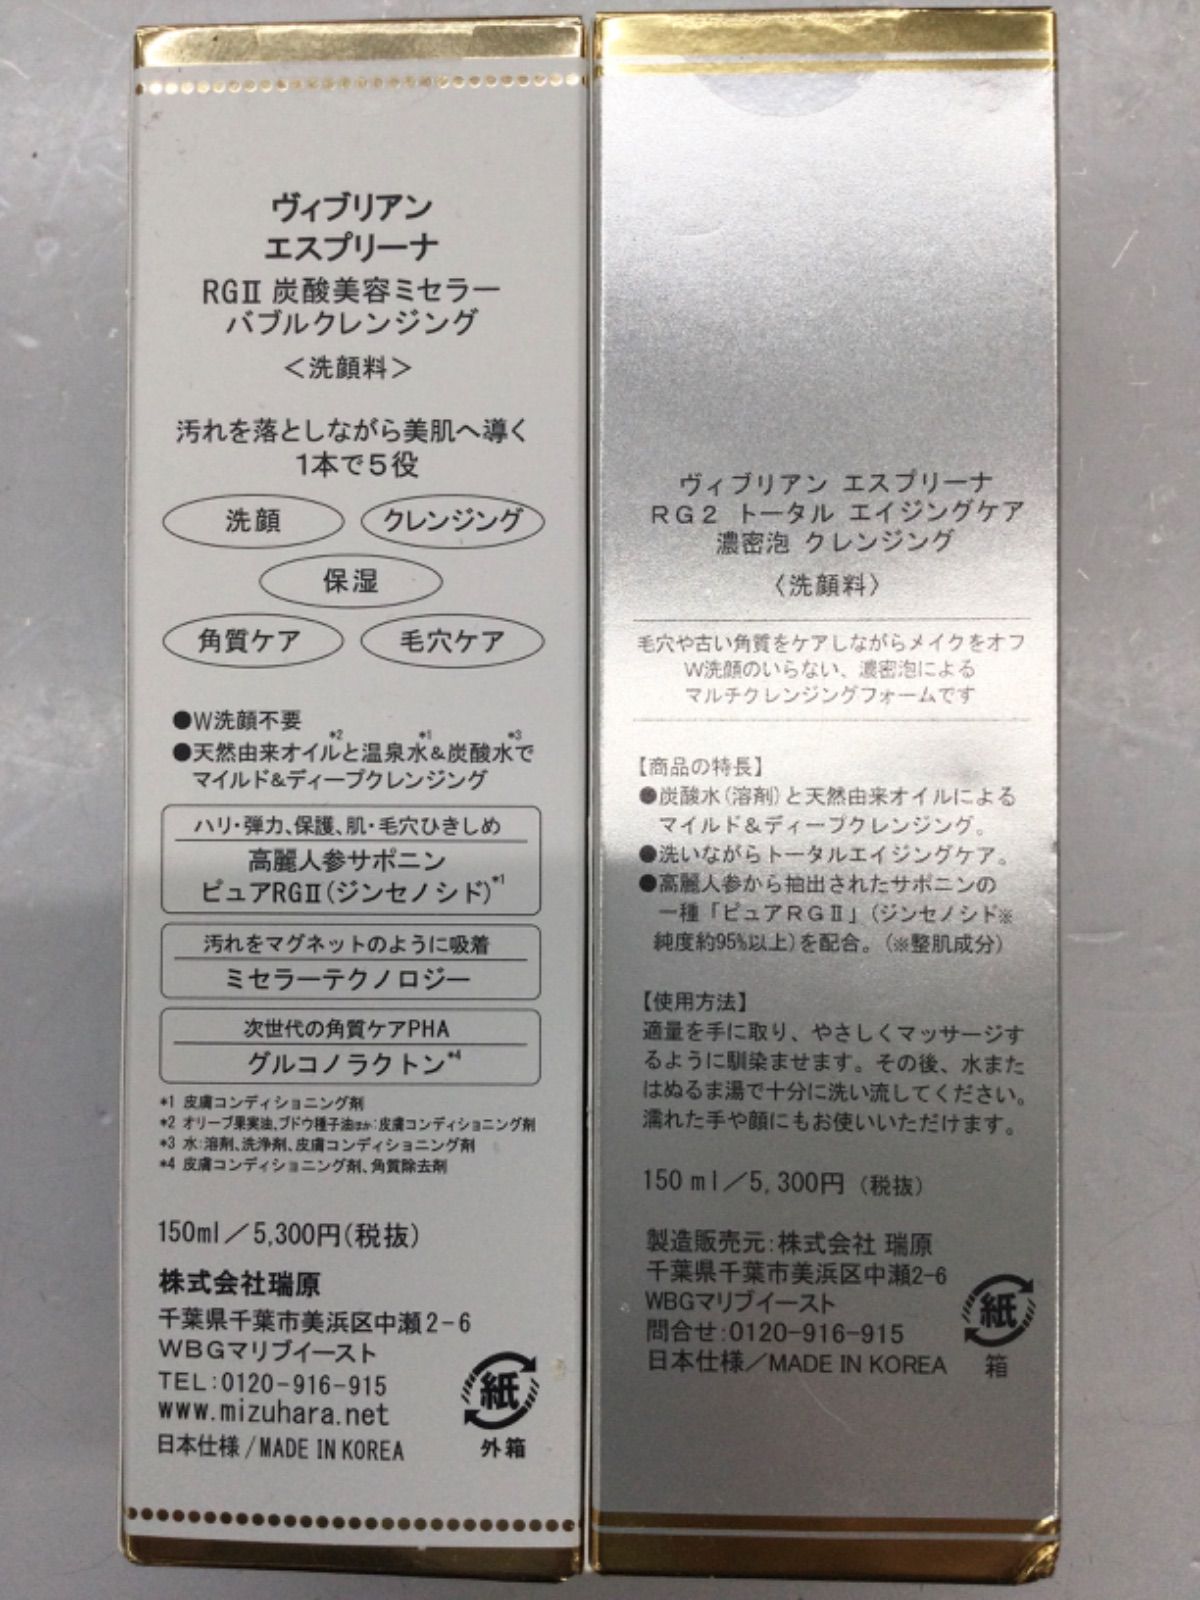 ヴィブリアン
エスプリーナ
RGⅡ 炭酸美容ミセラー
バブルクレンジング
＜洗顔料＞
汚れを落としながら美肌へ導く
1本で5役
洗顔
クレンジング
保湿
角質ケア
毛穴ケア
●W洗顔不要
●天然由来オイル*2と温泉水*1&炭酸水*3で
マイルド&ディープクレンジング
ハリ・弾力、保護、肌・毛穴ひきしめ
高麗人参サポニン
ピュアRGⅡ(ジンセノシド)*1
汚れをマグネットのように吸着
ミセラーテクノロジー
次世代の角質ケアPHA
グルコノラクトン*4
*1 皮膚コンディショニング剤
*2 オリーブ果実油、ブドウ種子油ほか:皮膚コンディショニング剤
*3 水:溶剤、洗浄剤、皮膚コンディショニング剤
*4 皮膚コンディショニング剤、角質除去剤
150ml／5,300円(税抜)
株式会社瑞原
千葉県千葉市美浜区中瀬2-6
WBGマリブイースト
TEL:0120-916-915
www.mizuhara.net
日本仕様/MADE IN KOREA
紙
外箱
ヴィブリアン エスプリーナ
RG2 トータル エイジングケア
濃密泡 クレンジング
〈洗顔料〉
毛穴や古い角質をケアしながらメイクをオフ
W洗顔のいらない、濃密泡による
マルチクレンジングフォームです
【商品の特長】
●炭酸水(溶剤)と天然由来オイルによる
マイルド&ディープクレンジング。
●洗いながらトータルエイジングケア。
●高麗人参から抽出されたサポニンの
一種「ピュアRGⅡ」(ジンセノシド※
純度約95%以上)を配合。(※整肌成分)
【使用方法】
適量を手に取り、やさしくマッサージす
るように馴染ませます。その後、水また
はぬるま湯で十分に洗い流してください。
濡れた手や顔にもお使いいただけます。
150ml／5,300円（税抜）
製造販売元:株式会社 瑞原
千葉県千葉市美浜区中瀬2-6
WBGマリブイースト
問合せ:0120-916-915
日本仕様／MADE IN KOREA
紙
箱